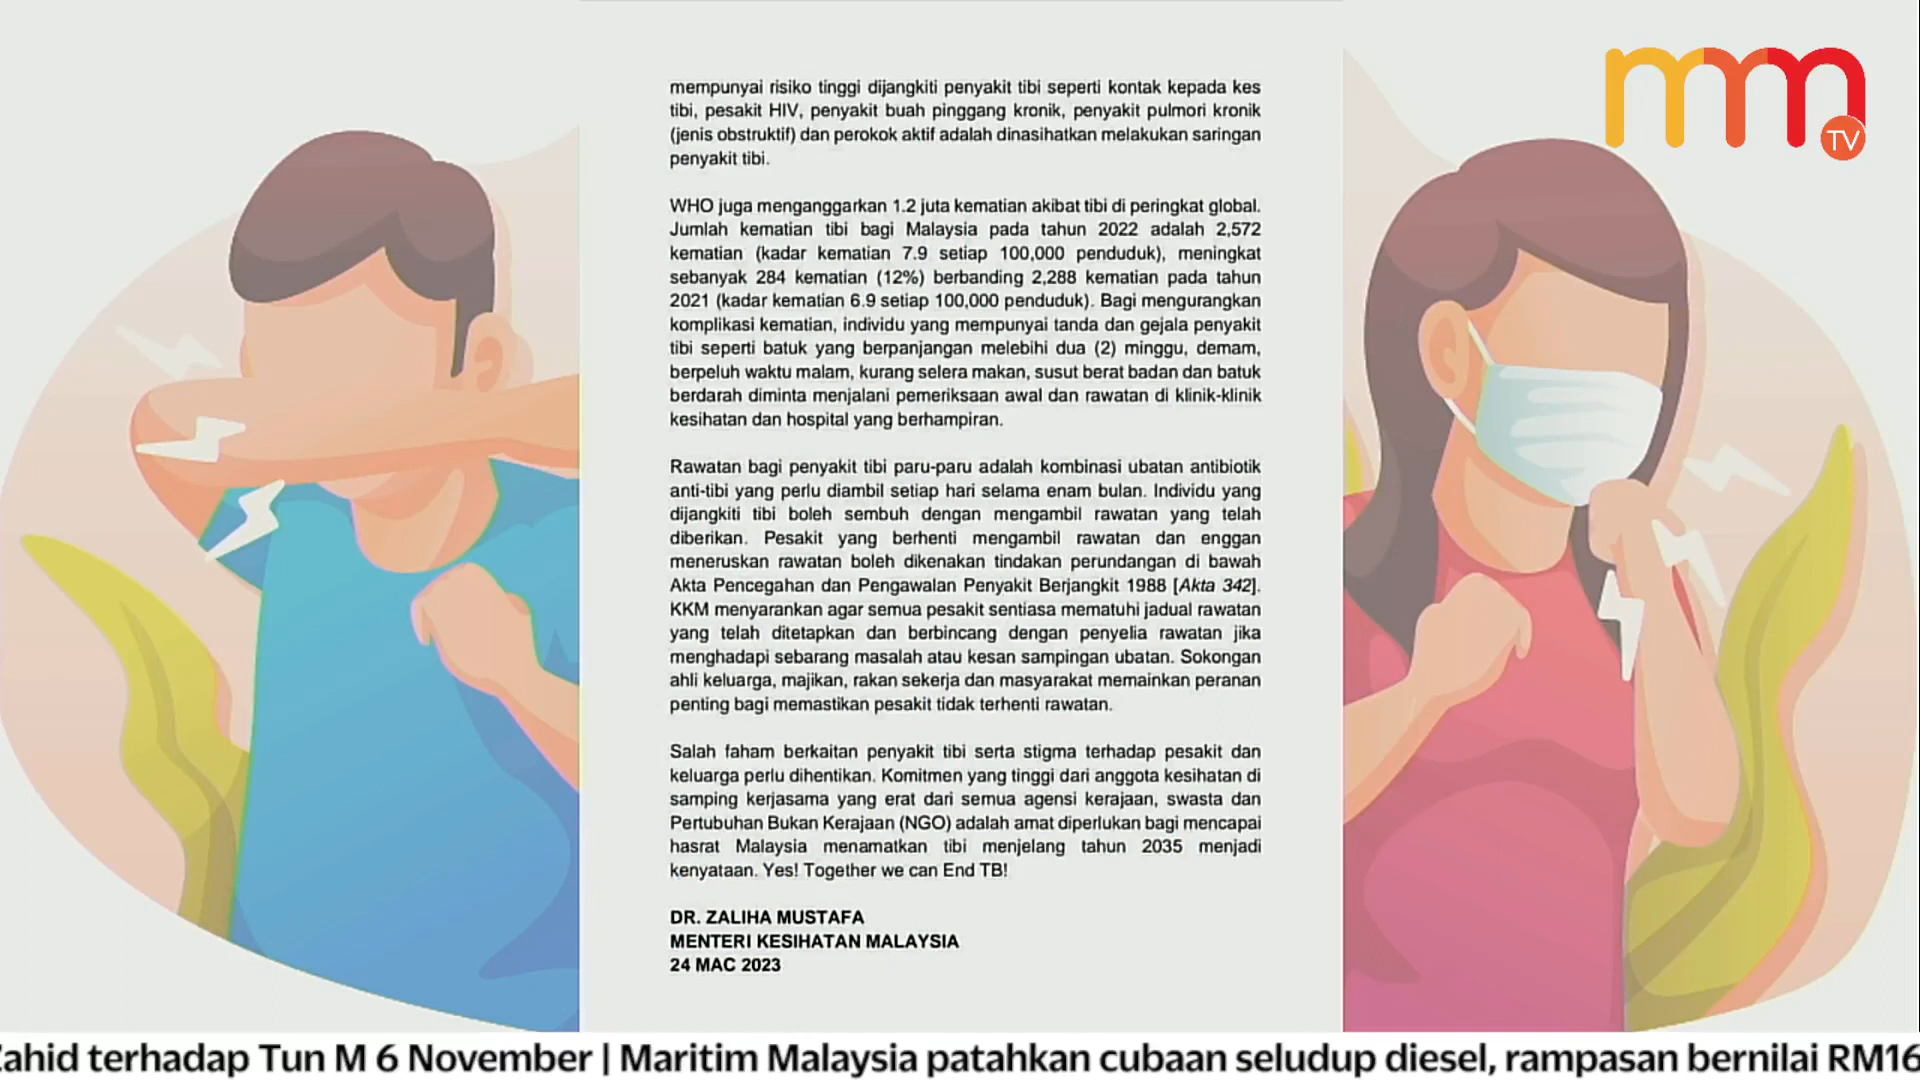 mm
TV
mempunyai risiko tinggi dijangkiti penyakit tibi seperti kontak kepada kes
tibi, pesakit HIV, penyakit buah pinggang kronik, penyakit pulmori kronik
(jenis obstruktif) dan perokok aktif adalah dinasihatkan melakukan saringan
penyakit tibi.
WHO juga menganggarkan 1.2 juta kematian akibat tibi di peringkat global.
Jumlah kematian tibi bagi Malaysia pada tahun 2022 adalah 2,572
kematian (kadar kematian 7.9 setiap 100,000 penduduk), meningkat
sebanyak 284 kematian (12%) berbanding 2,288 kematian pada tahun
2021 (kadar kematian 6.9 setiap 100,000 penduduk). Bagi mengurangkan
komplikasi kematian, individu yang mempunyai tanda dan gejala penyakit
tibi seperti batuk yang berpanjangan melebihi dua (2) minggu, demam,
berpeluh waktu malam, kurang selera makan, susut berat badan dan batuk
berdarah diminta menjalani pemeriksaan awal dan rawatan di klinik-klinik
kesihatan dan hospital yang berhampiran.
Rawatan bagi penyakit tibi paru-paru adalah kombinasi ubatan antibiotik
anti-tibi yang perlu diambil setiap hari selama enam bulan. Individu yang
dijangkiti tibi boleh sembuh dengan mengambil rawatan yang telah
diberikan. Pesakit yang berhenti mengambil rawatan dan enggan
meneruskan rawatan boleh dikenakan tindakan perundangan di bawah
Akta Pencegahan dan Pengawalan Penyakit Berjangkit 1988 [Akta 342].
KKM menyarankan agar semua pesakit sentiasa mematuhi jadual rawatan
yang telah ditetapkan dan berbincang dengan penyelia rawatan jika
menghadapi sebarang masalah atau kesan sampingan ubatan. Sokongan
ahli keluarga, majikan, rakan sekerja dan masyarakat memainkan peranan
penting bagi memastikan pesakit tidak terhenti rawatan.
Salah faham berkaitan penyakit tibi serta stigma terhadap pesakit dan
keluarga perlu dihentikan. Komitmen yang tinggi dari anggota kesihatan di
samping kerjasama yang erat dari semua agensi kerajaan, swasta dan
Pertubuhan Bukan Kerajaan (NGO) adalah amat diperlukan bagi mencapai
hasrat Malaysia menamatkan tibi menjelang tahun 2035 menjadi
kenyataan. Yes! Together we can End TB!
DR. ZALIHA MUSTAFA
MENTERI KESIHATAN MALAYSIA
24 MAC 2023
Zahid terhadap Tun M 6 November | Maritim Malaysia patahkan cubaan seludup diesel, rampasan bernilai RM16